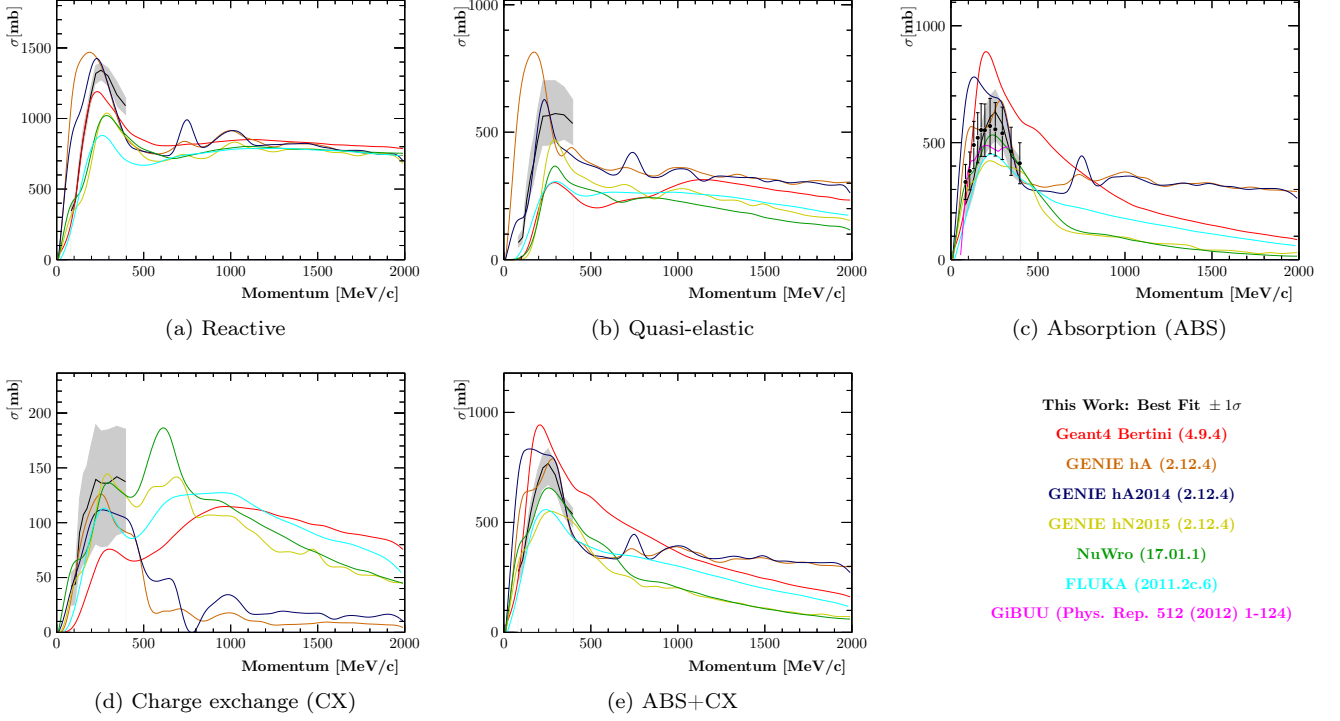 σ[mb]
1500
1000
500
0
0 500 1000 1500 2000
Momentum [MeV/c]
(a) Reactive
σ[mb]
1000
500
0
0 500 1000 1500 2000
Momentum [MeV/c]
(b) Quasi-elastic
σ[mb]
1000
500
0
0 500 1000 1500 2000
Momentum [MeV/c]
(c) Absorption (ABS)
σ[mb]
200
150
100
50
0
0 500 1000 1500 2000
Momentum [MeV/c]
(d) Charge exchange (CX)
σ[mb]
1000
500
0
0 500 1000 1500 2000
Momentum [MeV/c]
(e) ABS+CX
This Work: Best Fit ± 1σ
Geant4 Bertini (4.9.4)
GENIE hA (2.12.4)
GENIE hA2014 (2.12.4)
GENIE hN2015 (2.12.4)
NuWro (17.01.1)
FLUKA (2011.2c.6)
GiBUU (Phys. Rep. 512 (2012) 1-124)